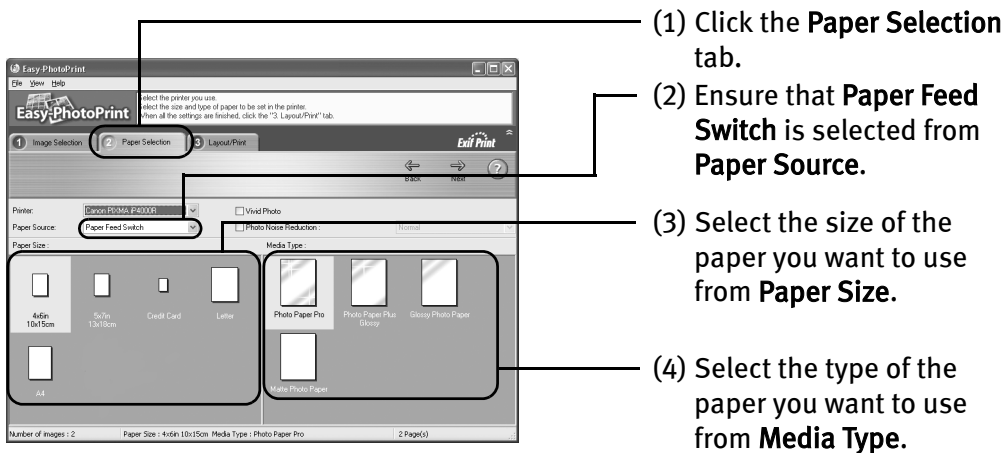 (1) Click the Paper Selection
tab.
(2) Ensure that Paper Feed
Switch is selected from
Paper Source.
(3) Select the size of the
paper you want to use
from Paper Size.
(4) Select the type of the
paper you want to use
from Media Type.
Easy-PhotoPrint
File View Help
Easy-PhotoPrint
Select the printer you use.
Select the size and type of paper to be set in the printer.
When all the settings are finished, click the "3. Layout/Print" tab.
1 Image Selection 2 Paper Selection 3 Layout/Print Exif Print
Back Next ?
Printer: Canon PIXMA iP4000R Vivid Photo
Paper Source: Paper Feed Switch Photo Noise Reduction : Normal
Paper Size : Media Type :
4x6in
10x15cm
5x7in
13x18cm
Credit Card
Letter
A4
Photo Paper Pro
Photo Paper Plus
Glossy
Glossy Photo Paper
Matte Photo Paper
Number of images : 2 Paper Size : 4x6in 10x15cm Media Type : Photo Paper Pro 2 Page(s)